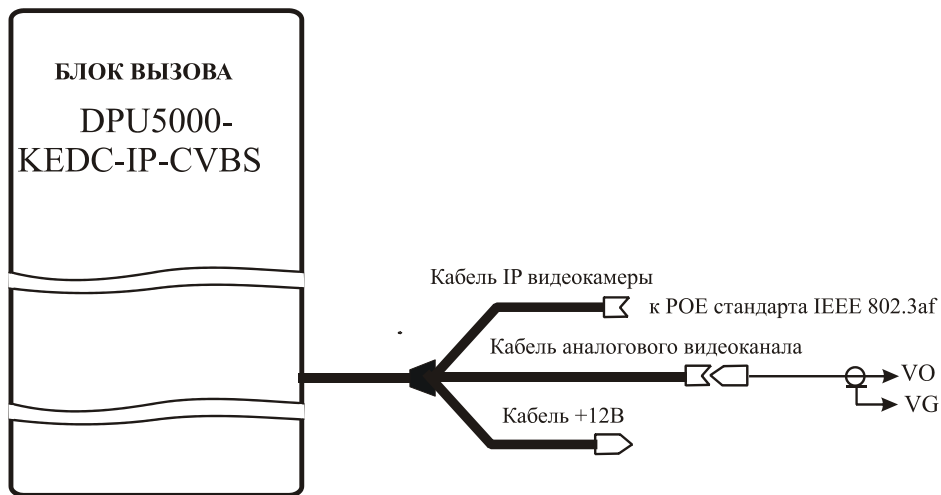 БЛОК ВЫЗОВА
DPU5000-
KEDC-IP-CVBS
Кабель IP видеокамеры
к POE стандарта IEEE 802.3af
Кабель аналогового видеоканала
VO
VG
Кабель +12В